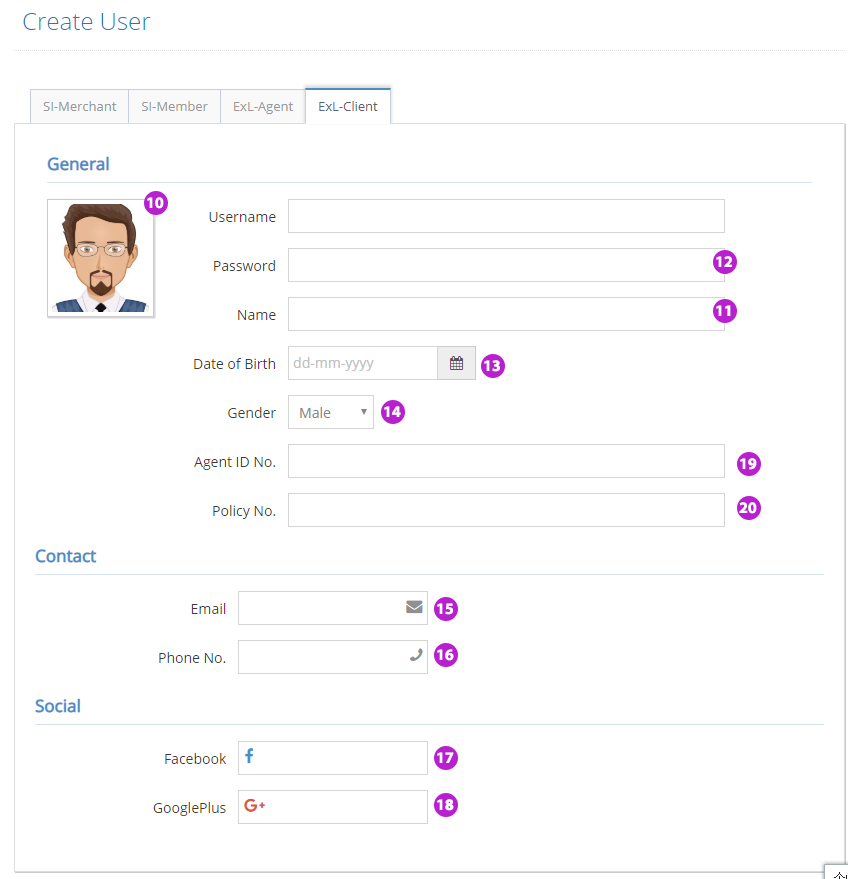 Create User
SI-Merchant SI-Member ExL-Agent ExL-Client
General
10
Username
Password 12
Name 11
Date of Birth dd-mm-yyyy 13
Gender Male 14
Agent ID No. 19
Policy No. 20
Contact
Email 15
Phone No. 16
Social
Facebook f 17
GooglePlus G+ 18